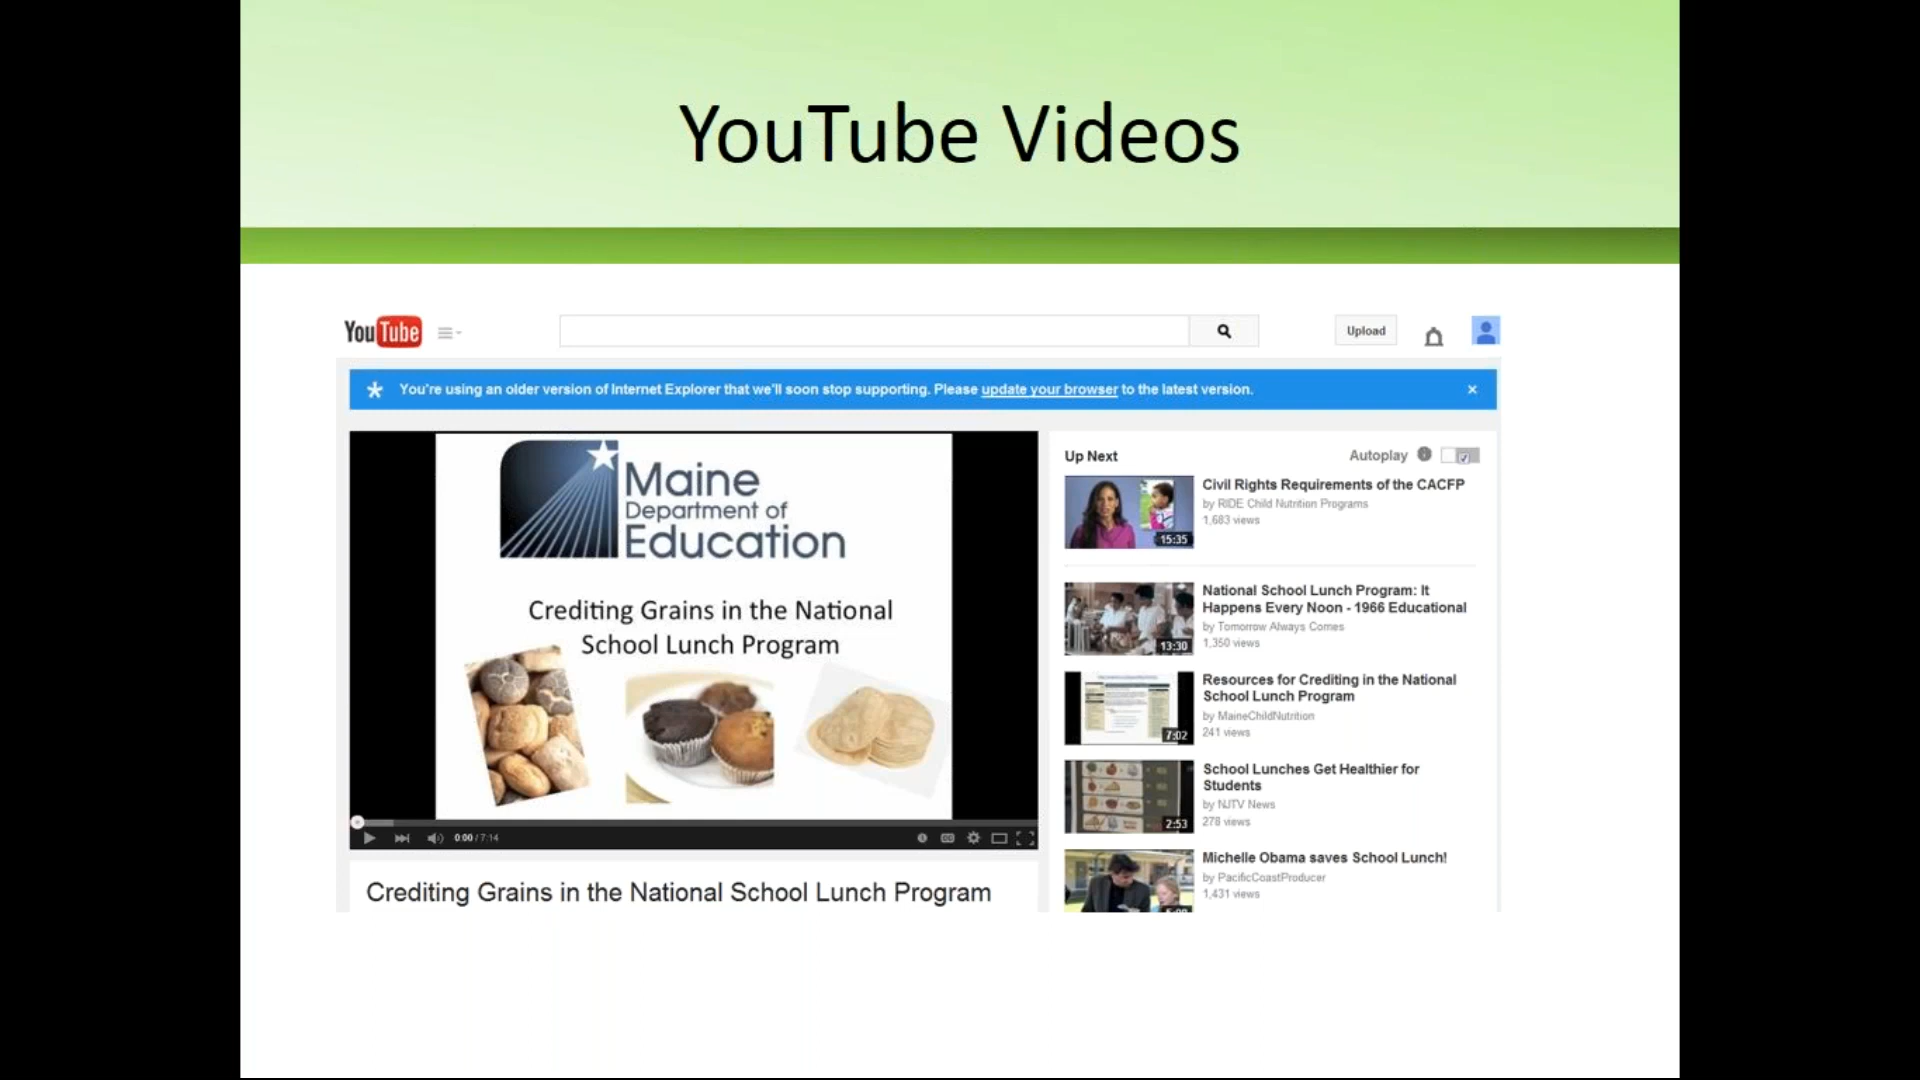 YouTube Videos
YouTube
Upload
You're using an older version of Internet Explorer that we'll soon stop supporting. Please update your browser to the latest version.
Maine
Department of
Education
Crediting Grains in the National
School Lunch Program
0:00 / 7:14
Crediting Grains in the National School Lunch Program
Up Next
Autoplay
Civil Rights Requirements of the CACFP
by RIDE Child Nutrition Programs
1,683 views
15:35
National School Lunch Program: It
Happens Every Noon - 1966 Educational
by Tomorrow Always Comes
1,350 views
13:30
Resources for Crediting in the National
School Lunch Program
by MaineChildNutrition
241 views
7:02
School Lunches Get Healthier for
Students
by NJTV News
278 views
2:53
Michelle Obama saves School Lunch!
by PacificCoastProducer
1,431 views